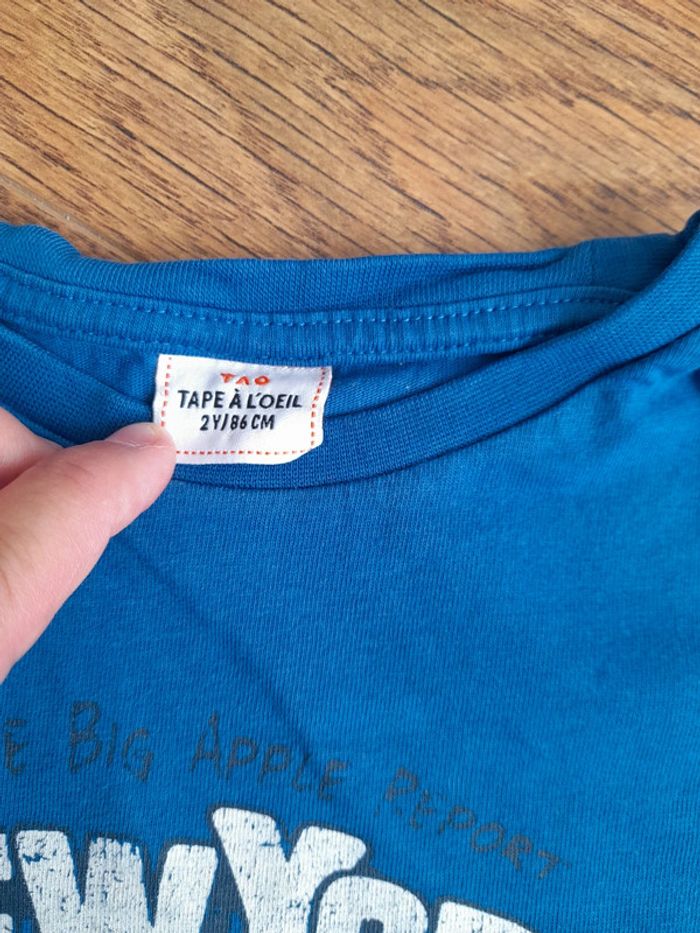 TAO
TAPE À L'OEIL
2Y/86 CM
BIG APPLE REPORT